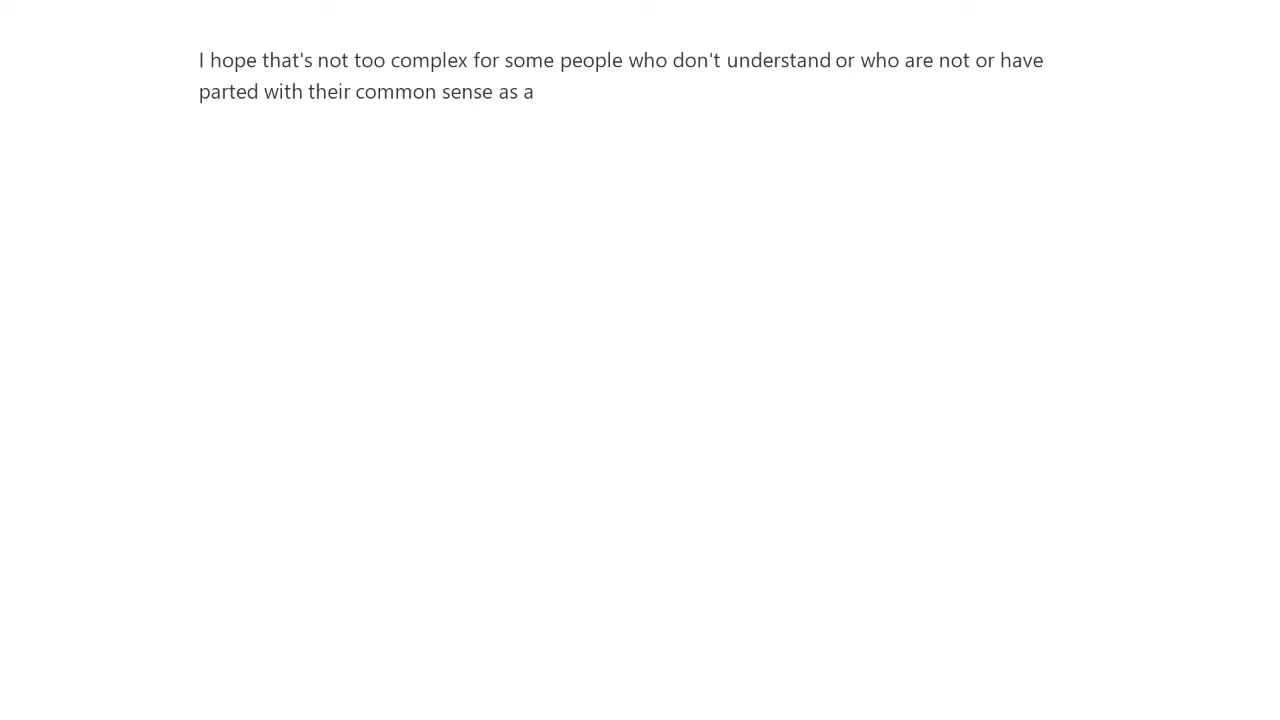 I hope that's not too complex for some people who don't understand or who are not or have
parted with their common sense as a